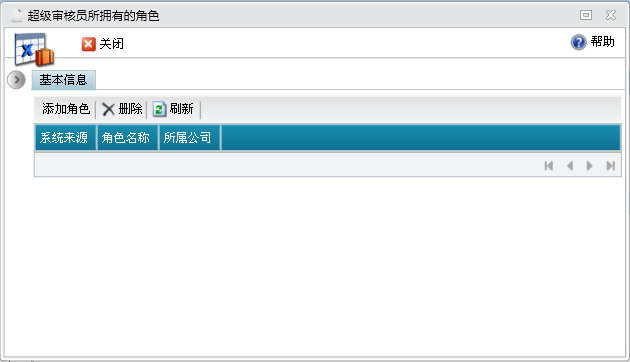 超级审核员所拥有的角色
关闭
帮助
基本信息
添加角色 删除 刷新
系统来源 角色名称 所属公司